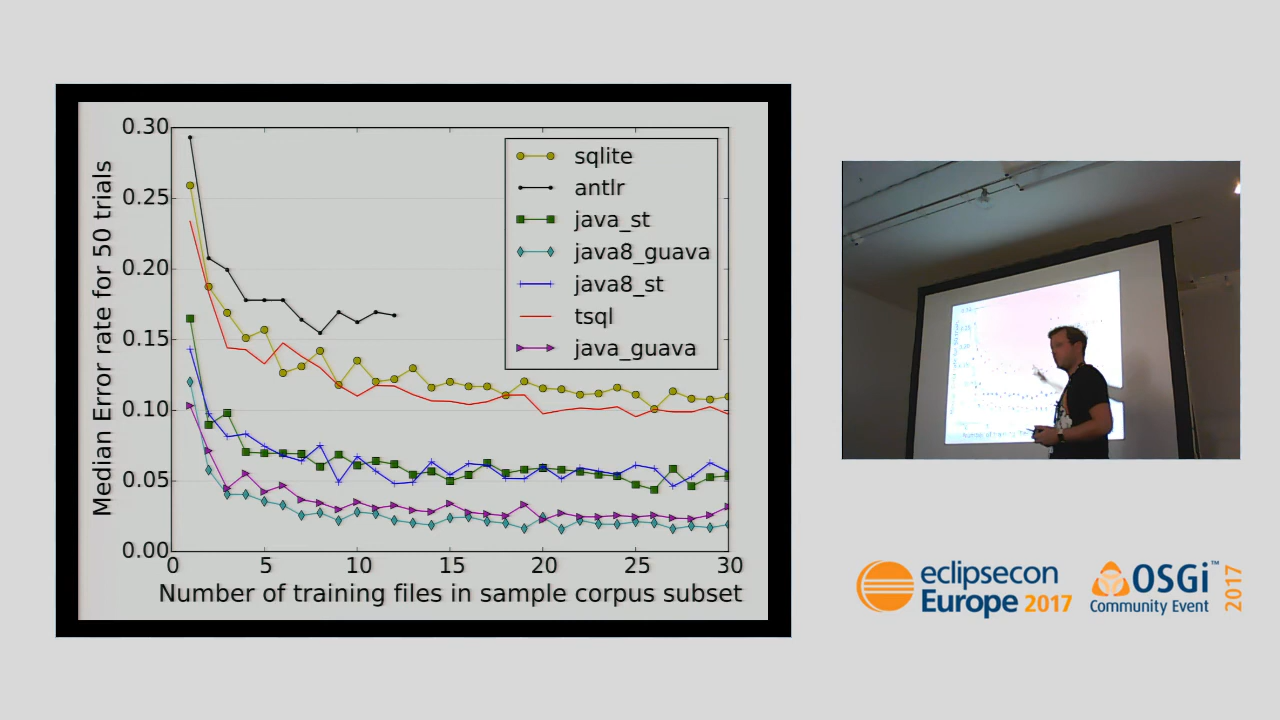 0.30
0.25
0.20
0.15
0.10
0.05
0.00
Median Error rate for 50 trials
sqlite
antlr
java_st
java8_guava
java8_st
tsql
java_guava
0 5 10 15 20 25 30
Number of training files in sample corpus subset
eclipsecon
Europe 2017
OSGi™
Community Event
2017